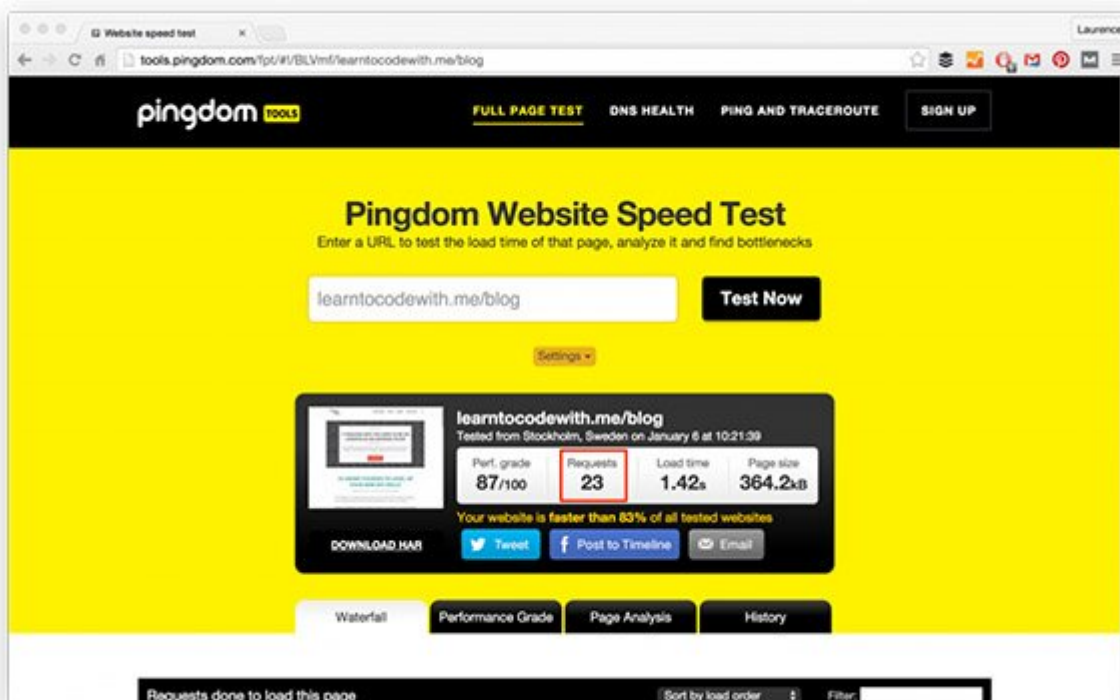 Website speed test
Laurence
tools.pingdom.com/fpt/#!/BLVmf/learntocodewith.me/blog
pingdom TOOLS
FULL PAGE TEST
DNS HEALTH
PING AND TRACEROUTE
SIGN UP
Pingdom Website Speed Test
Enter a URL to test the load time of that page, analyze it and find bottlenecks
learntocodewith.me/blog
Test Now
Settings
learntocodewith.me/blog
Tested from Stockholm, Sweden on January 6 at 10:21:39
Perf. grade
Requests
Load time
Page size
87/100
23
1.42s
364.2kB
Your website is faster than 83% of all tested websites
DOWNLOAD HAR
Tweet
Post to Timeline
Email
Waterfall
Performance Grade
Page Analysis
History
Requests done to load this page
Sort by load order
Filter: